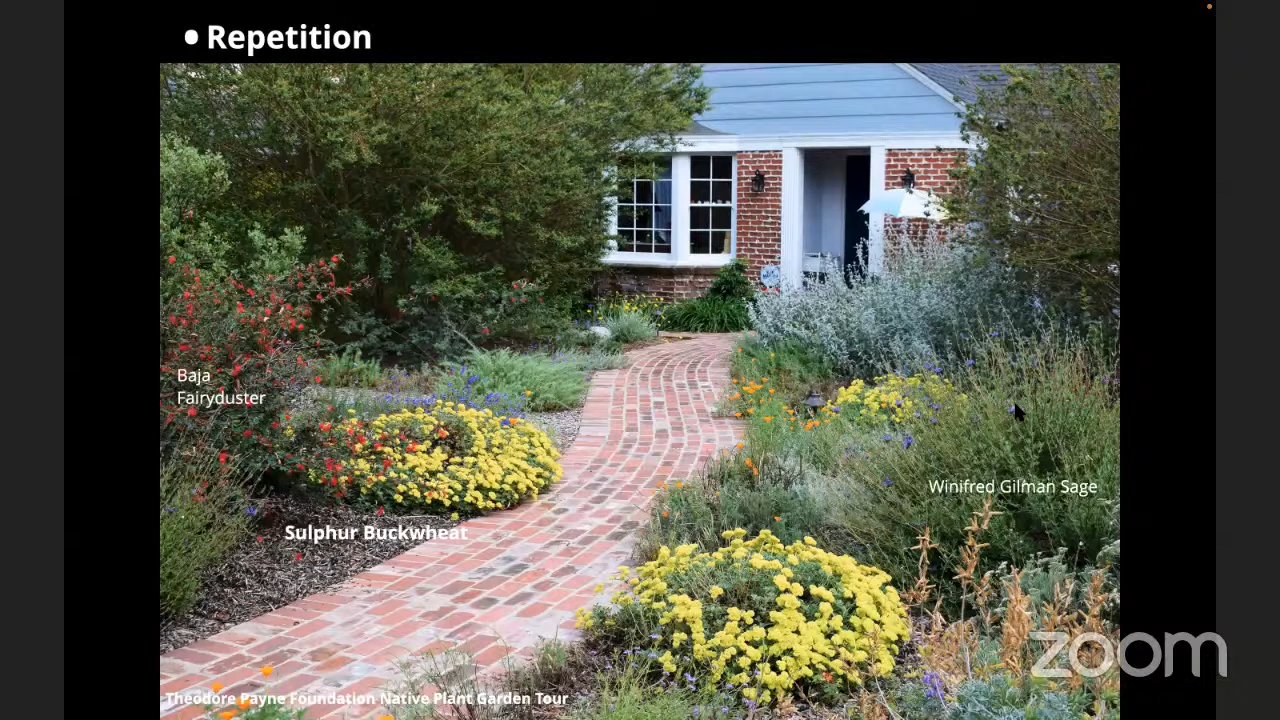 • Repetition
Baja
Fairyduster
Winifred Gilman Sage
Sulphur Buckwheat
zoom
Theodore Payne Foundation Native Plant Garden Tour